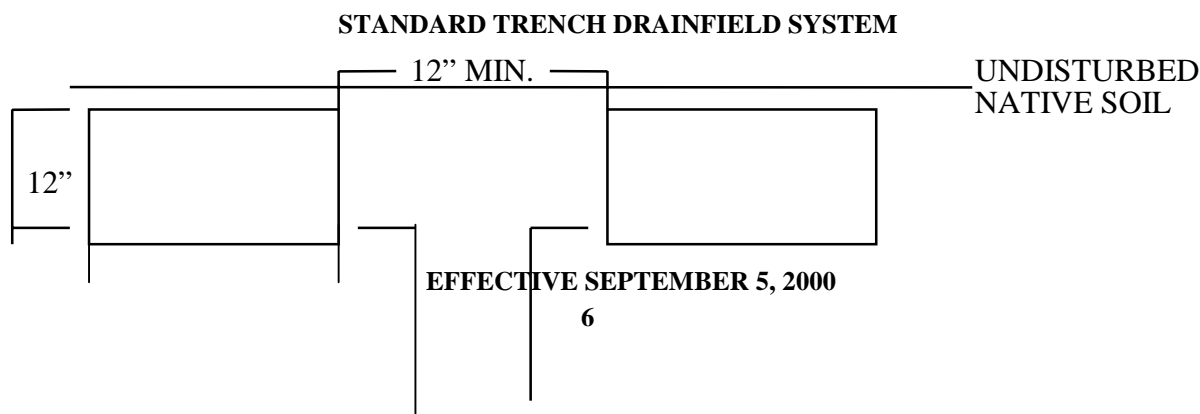 STANDARD TRENCH DRAINFIELD SYSTEM
12” MIN.
UNDISTURBED
NATIVE SOIL
12”
EFFECTIVE SEPTEMBER 5, 2000
6